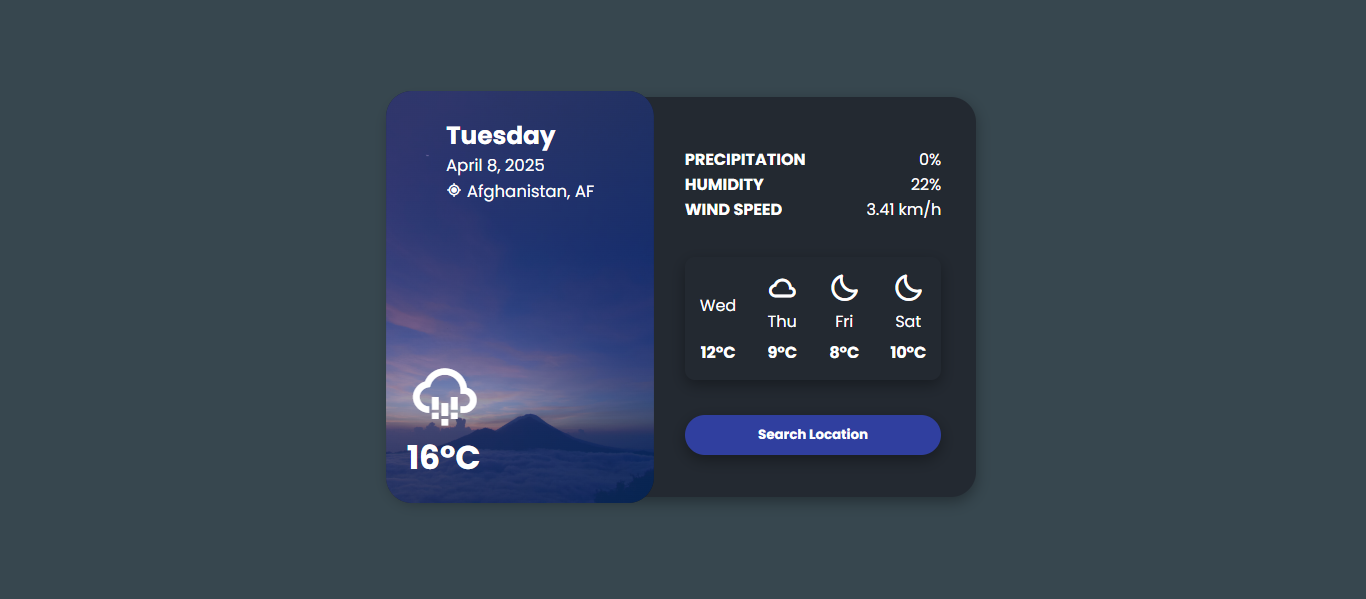 Tuesday
April 8, 2025
Afghanistan, AF
16°C
PRECIPITATION 0%
HUMIDITY 22%
WIND SPEED 3.41 km/h
Wed Thu Fri Sat
12°C 9°C 8°C 10°C
Search Location